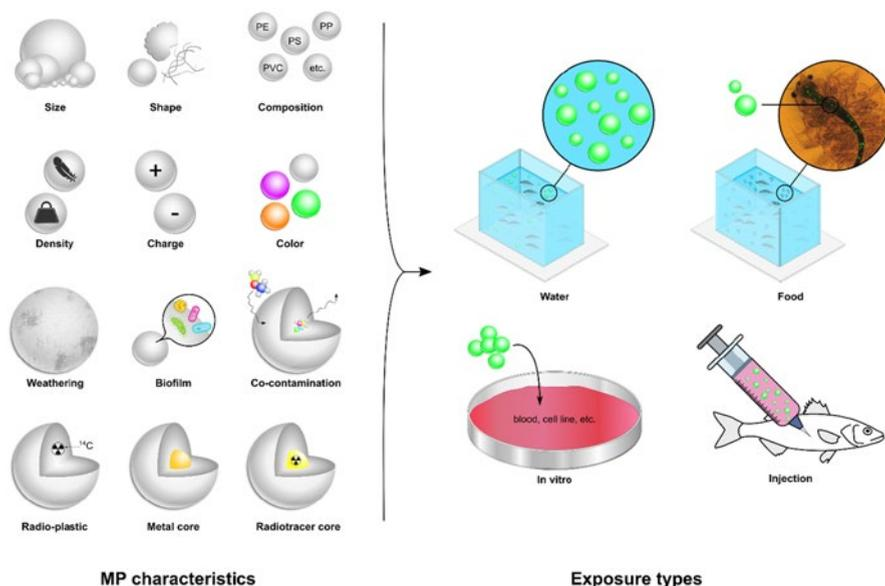 PE
PP
PS
PVC
etc.
Size
Shape
Composition
+
-
Density
Charge
Color
Weathering
Biofilm
Co-contamination
14C
Radio-plastic
Metal core
Radiotracer core
MP characteristics
Water
Food
blood, cell line, etc.
In vitro
Injection
Exposure types